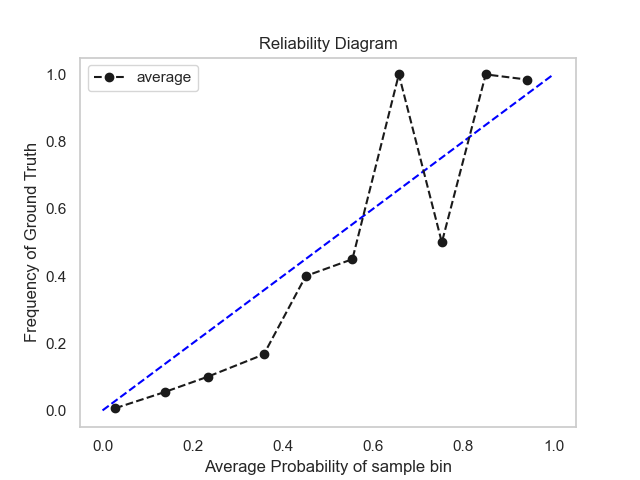 Reliability Diagram
average
1.0
0.8
0.6
0.4
0.2
0.0
Frequency of Ground Truth
0.0 0.2 0.4 0.6 0.8 1.0
Average Probability of sample bin